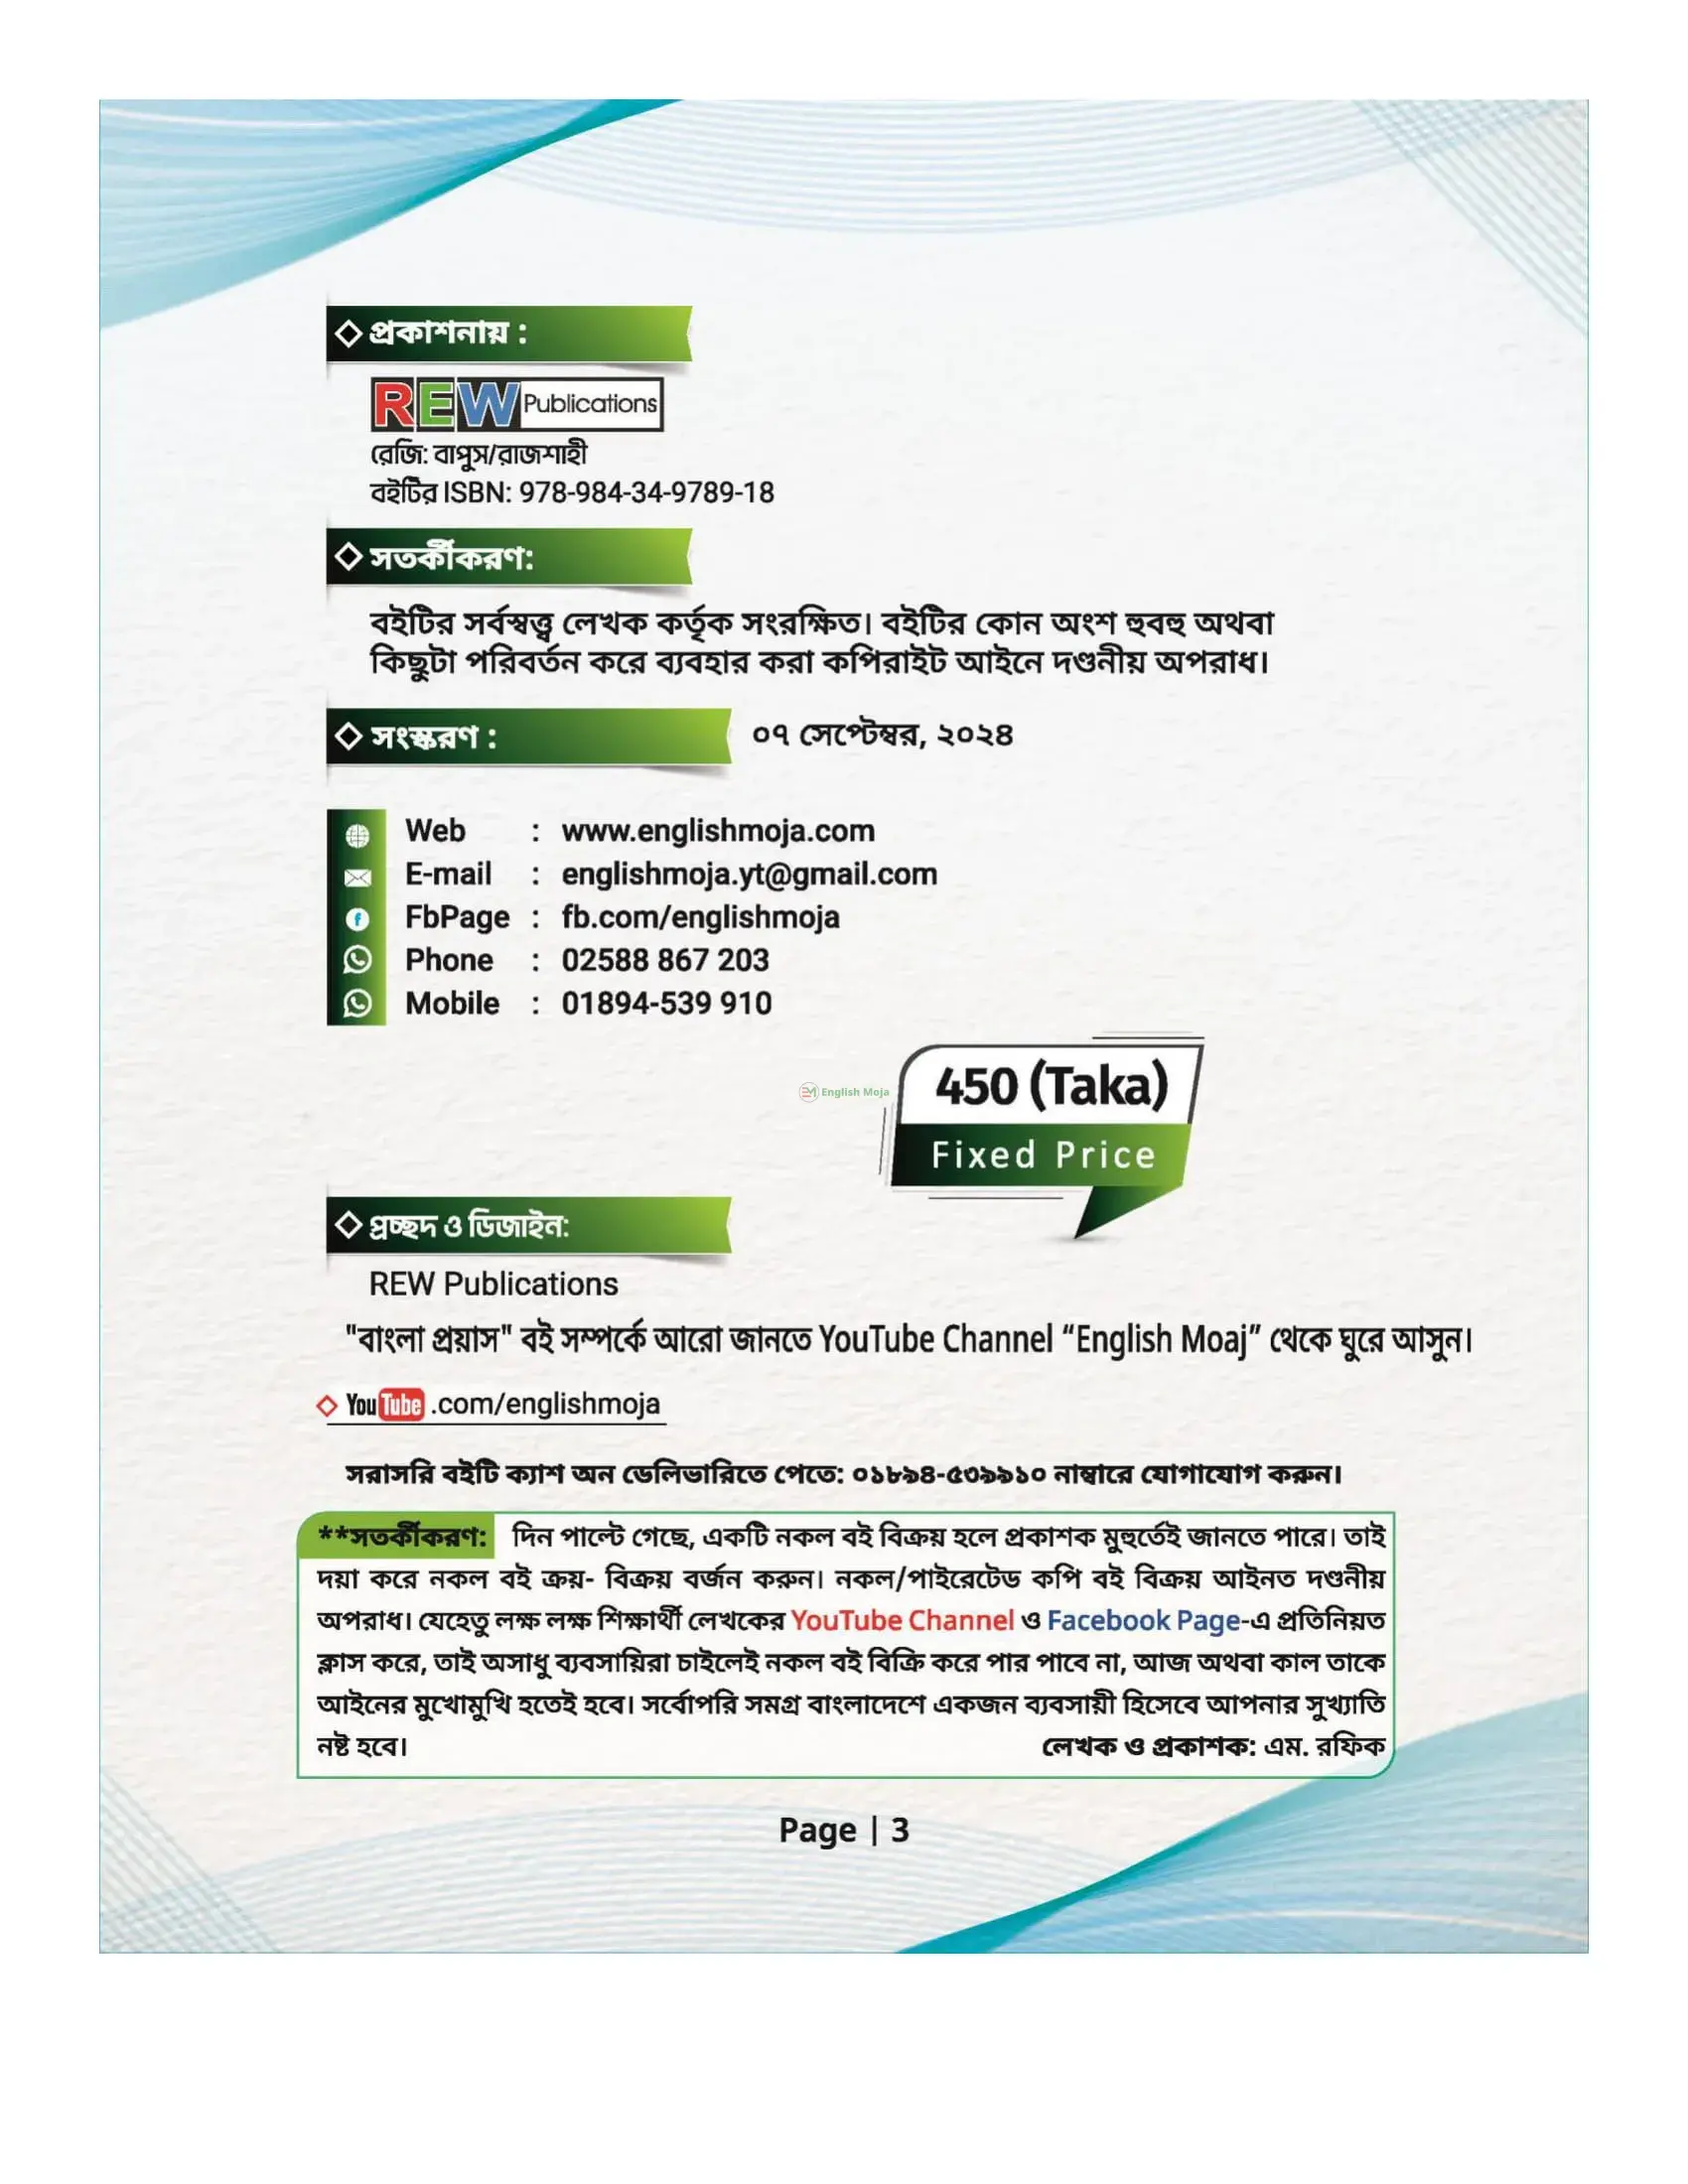 প্রকাশনায় :
REW Publications
রেজি: বাপুস/রাজশাহী
বইটির ISBN: 978-984-34-9789-18
সতর্কীকরণ:
বইটির সর্বস্বত্ত্ব লেখক কর্তৃক সংরক্ষিত। বইটির কোন অংশ হুবহু অথবা
কিছুটা পরিবর্তন করে ব্যবহার করা কপিরাইট আইনে দণ্ডনীয় অপরাধ।
সংস্করণ : ০৭ সেপ্টেম্বর, ২০২৪
Web : www.englishmoja.com
E-mail : englishmoja.yt@gmail.com
FbPage : fb.com/englishmoja
Phone : 02588 867 203
Mobile : 01894-539 910
450 (Taka)
English Moja
Fixed Price
প্রচ্ছদ ও ডিজাইন:
REW Publications
"বাংলা প্রয়াস" বই সম্পর্কে আরো জানতে YouTube Channel “English Moaj” থেকে ঘুরে আসুন।
YouTube .com/englishmoja
সরাসরি বইটি ক্যাশ অন ডেলিভারিতে পেতে: ০১৮৯৪-৫৩৯৯১০ নাম্বারে যোগাযোগ করুন।
**সতর্কীকরণ: দিন পাল্টে গেছে, একটি নকল বই বিক্রয় হলে প্রকাশক মুহুর্তেই জানতে পারে। তাই
দয়া করে নকল বই ক্রয়- বিক্রয় বর্জন করুন। নকল/পাইরেটেড কপি বই বিক্রয় আইনত দণ্ডনীয়
অপরাধ। যেহেতু লক্ষ লক্ষ শিক্ষার্থী লেখকের YouTube Channel ও Facebook Page-এ প্রতিনিয়ত
ক্লাস করে, তাই অসাধু ব্যবসায়িরা চাইলেই নকল বই বিক্রি করে পার পাবে না, আজ অথবা কাল তাকে
আইনের মুখোমুখি হতেই হবে। সর্বোপরি সমগ্র বাংলাদেশে একজন ব্যবসায়ী হিসেবে আপনার সুখ্যাতি
নষ্ট হবে। লেখক ও প্রকাশক: এম. রফিক
Page | 3